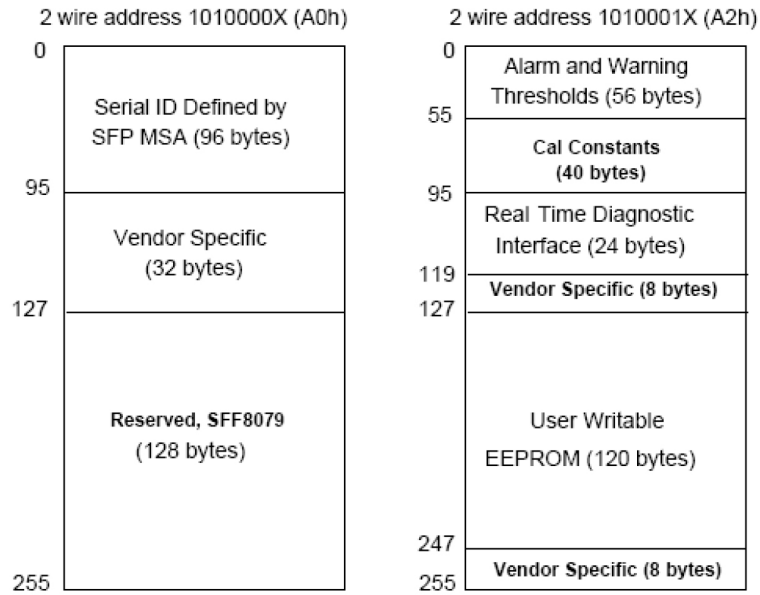 2 wire address 1010000X (A0h)
0
Serial ID Defined by
SFP MSA (96 bytes)
95
Vendor Specific
(32 bytes)
127
Reserved, SFF8079
(128 bytes)
255
2 wire address 1010001X (A2h)
0
Alarm and Warning
Thresholds (56 bytes)
55
Cal Constants
(40 bytes)
95
Real Time Diagnostic
Interface (24 bytes)
119
Vendor Specific (8 bytes)
127
User Writable
EEPROM (120 bytes)
247
Vendor Specific (8 bytes)
255